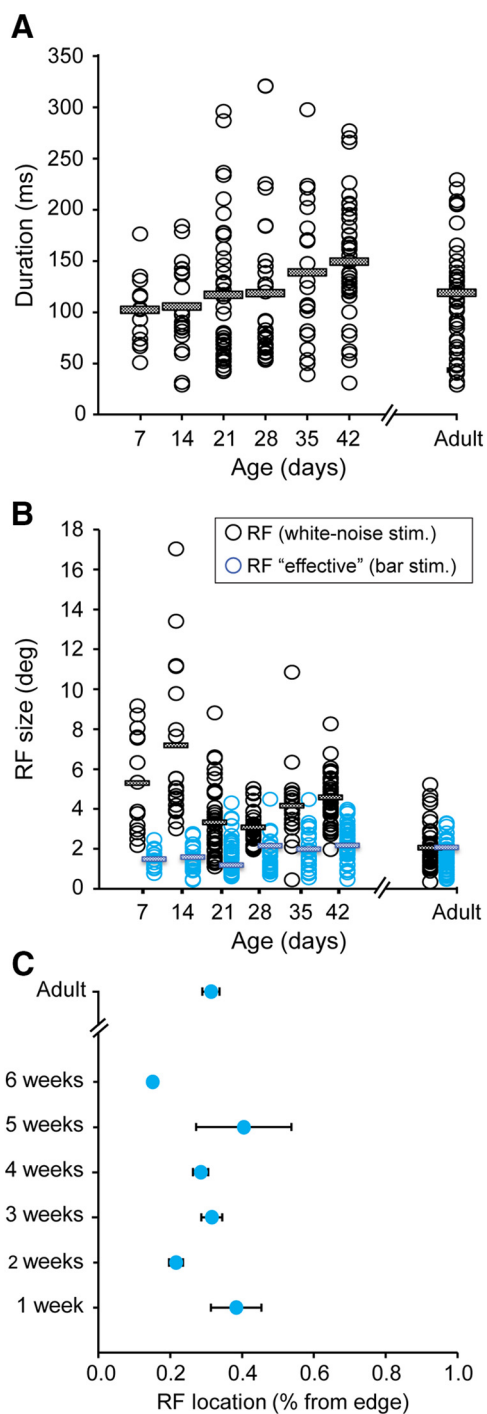 A
350
300
250
200
150
100
50
0
Duration (ms)
7 14 21 28 35 42 Adult
Age (days)
B
18
16
14
12
10
8
6
4
2
0
RF size (deg)
RF (white-noise stim.)
RF “effective” (bar stim.)
7 14 21 28 35 42 Adult
Age (days)
C
Adult
6 weeks
5 weeks
4 weeks
3 weeks
2 weeks
1 week
0.0 0.2 0.4 0.6 0.8 1.0
RF location (% from edge)